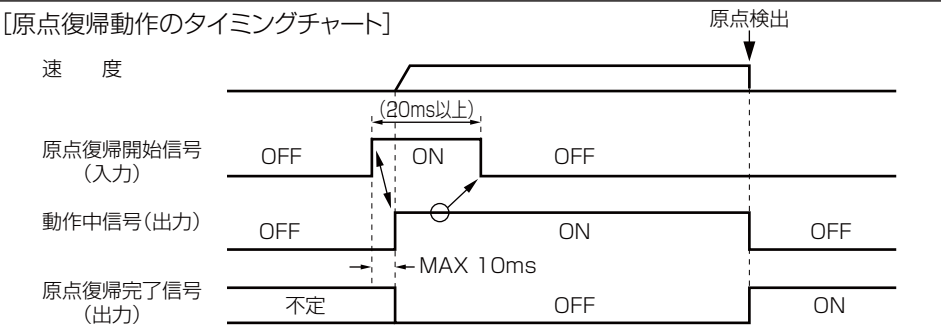 [原点復帰動作のタイミングチャート]
原点検出
速　度
(20ms以上)
原点復帰開始信号
(入力)
OFF
ON
OFF
動作中信号(出力)
OFF
ON
OFF
MAX 10ms
原点復帰完了信号
(出力)
不定
OFF
ON